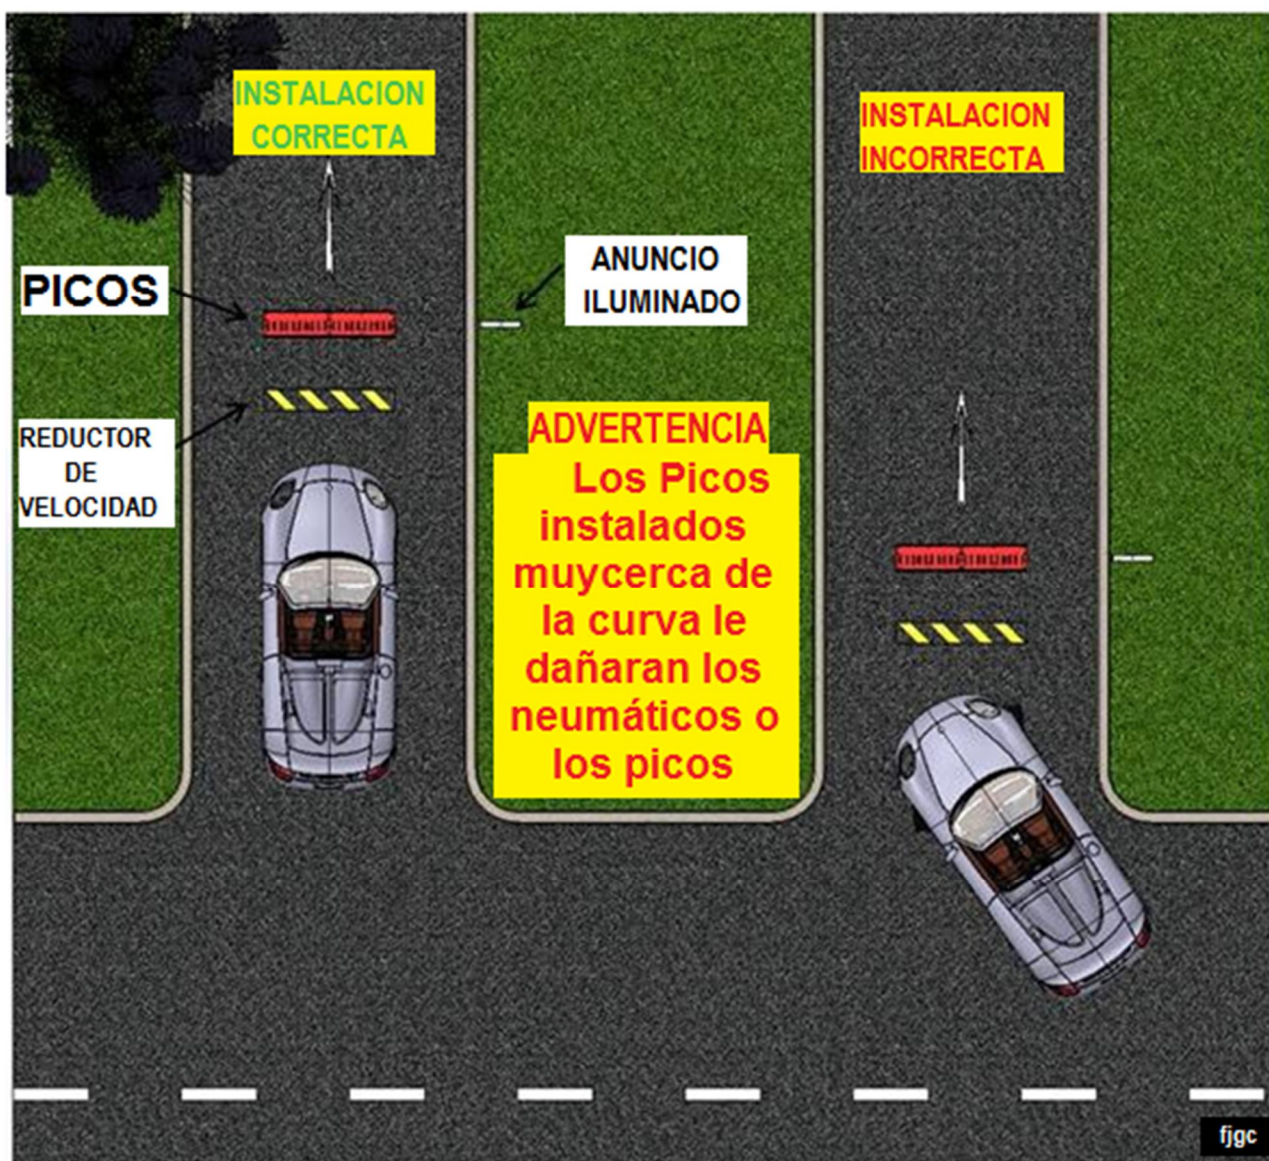 INSTALACION
CORRECTA
INSTALACION
INCORRECTA
PICOS
ANUNCIO
ILUMINADO
REDUCTOR
DE
VELOCIDAD
ADVERTENCIA
Los Picos
instalados
muycerca de
la curva le
dañaran los
neumáticos o
los picos
fjgc